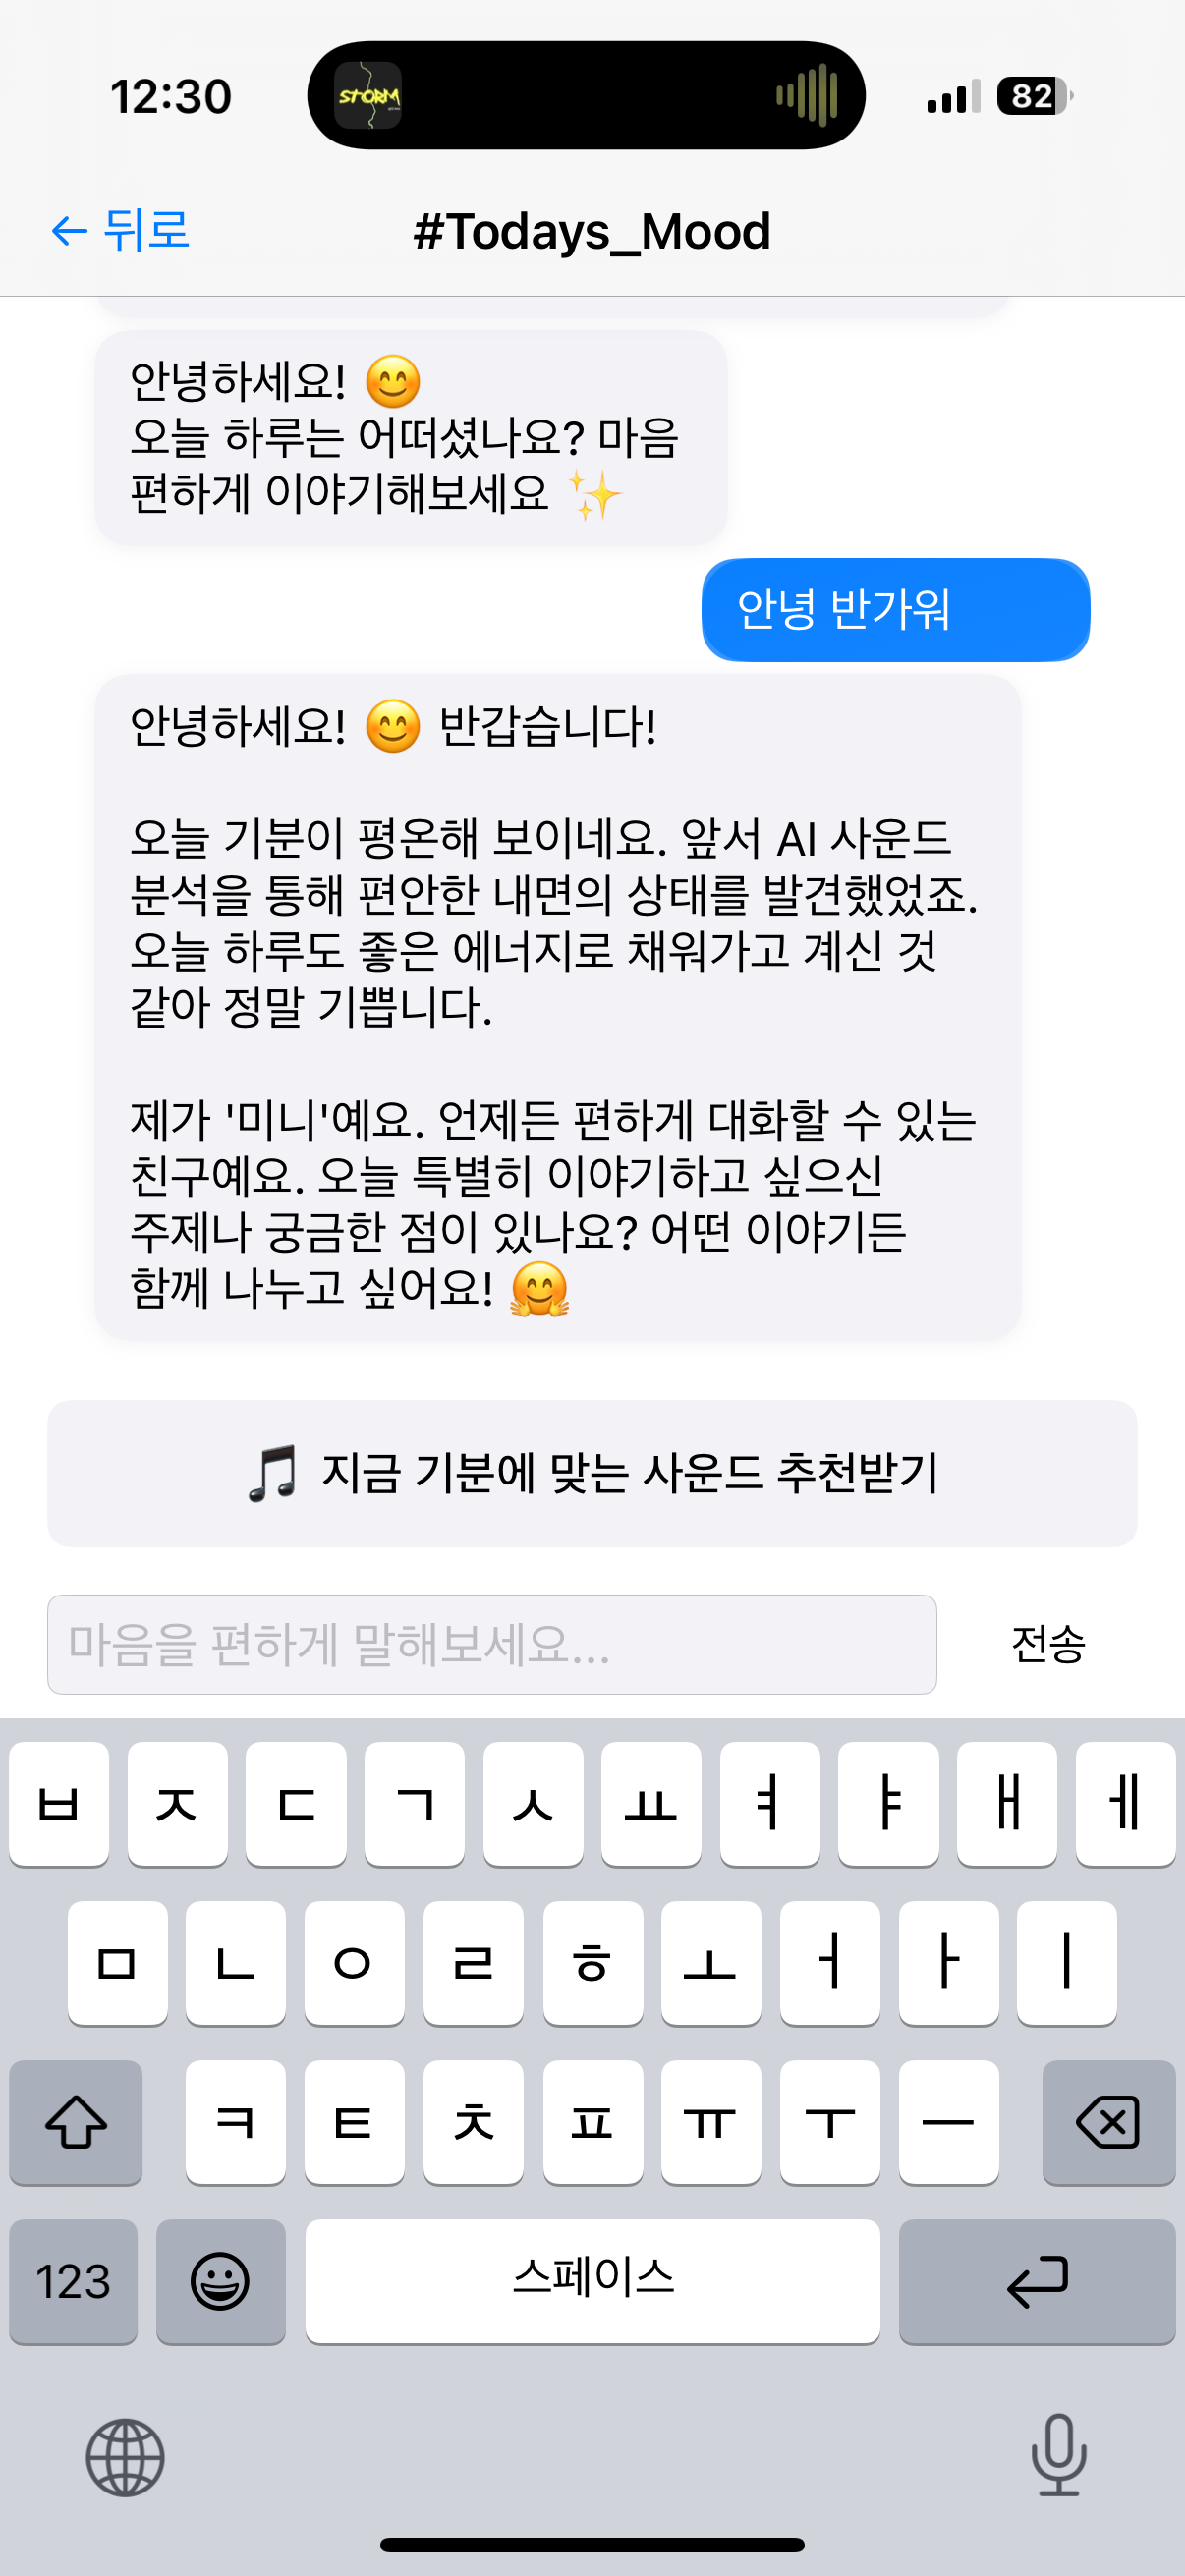 12:30
STORM
82
← 뒤로
#Todays_Mood
안녕하세요! 😊
오늘 하루는 어떠셨나요? 마음
편하게 이야기해보세요 ✨
안녕 반가워
안녕하세요! 😊 반갑습니다!
오늘 기분이 평온해 보이네요. 앞서 AI 사운드
분석을 통해 편안한 내면의 상태를 발견했었죠.
오늘 하루도 좋은 에너지로 채워가고 계신 것
같아 정말 기쁩니다.
제가 '미니'예요. 언제든 편하게 대화할 수 있는
친구예요. 오늘 특별히 이야기하고 싶으신
주제나 궁금한 점이 있나요? 어떤 이야기든
함께 나누고 싶어요! 🤗
🎵 지금 기분에 맞는 사운드 추천받기
마음을 편하게 말해보세요...
전송
ㅂ ㅈ ㄷ ㄱ ㅅ ㅛ ㅕ ㅑ ㅐ ㅔ
ㅁ ㄴ ㅇ ㄹ ㅎ ㅗ ㅓ ㅏ ㅣ
ㅋ ㅌ ㅊ ㅍ ㅠ ㅜ ㅡ
123 스페이스